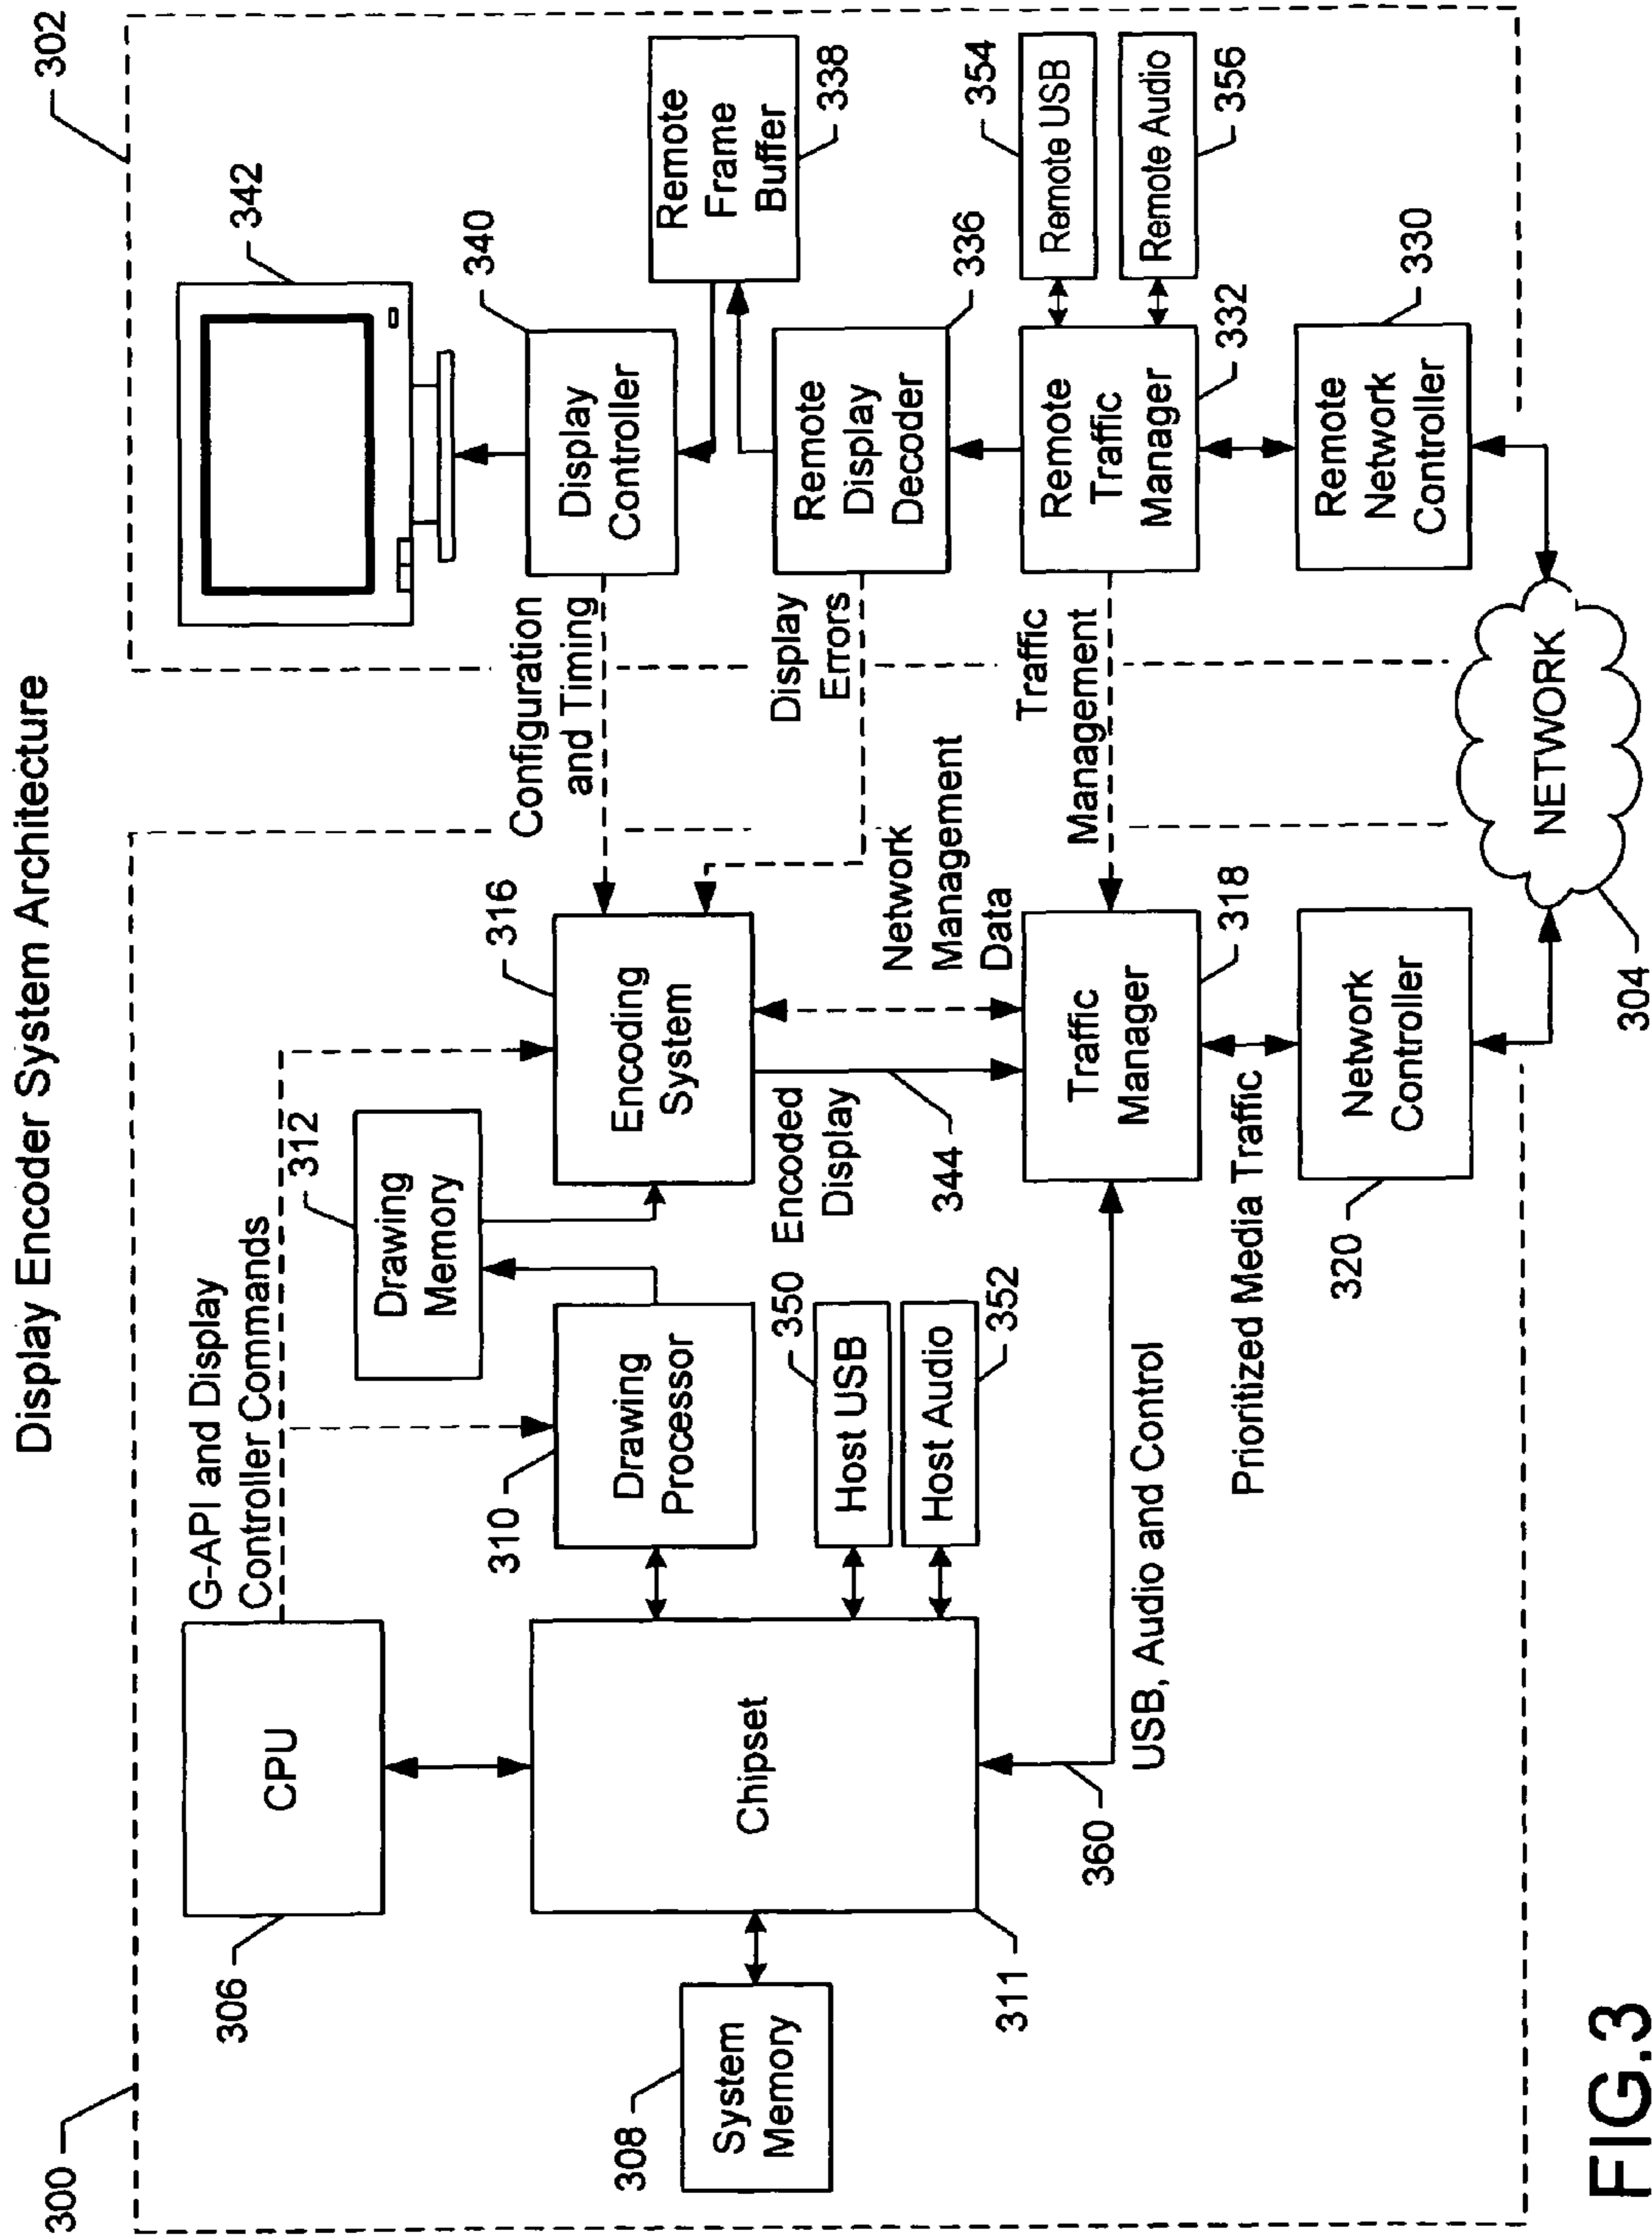 Display Encoder System Architecture
300
302
306
CPU
G-API and Display
Controller Commands
312
Drawing
Memory
316
Encoding
System
Configuration
and Timing
342
340
Display
Controller
Remote
Frame
Buffer
338
308
System
Memory
Chipset
311
310
Drawing
Processor
350
Host USB
352
Host Audio
Encoded
Display
344
Network
Management
Data
Display
Errors
Remote
Display
Decoder
336
354
Remote USB
Remote Audio
356
360
USB, Audio and Control
Traffic
Manager
318
Traffic
Management
Remote
Traffic
Manager
332
Prioritized Media Traffic
320
Network
Controller
Remote
Network
Controller
330
NETWORK
304
FIG.3